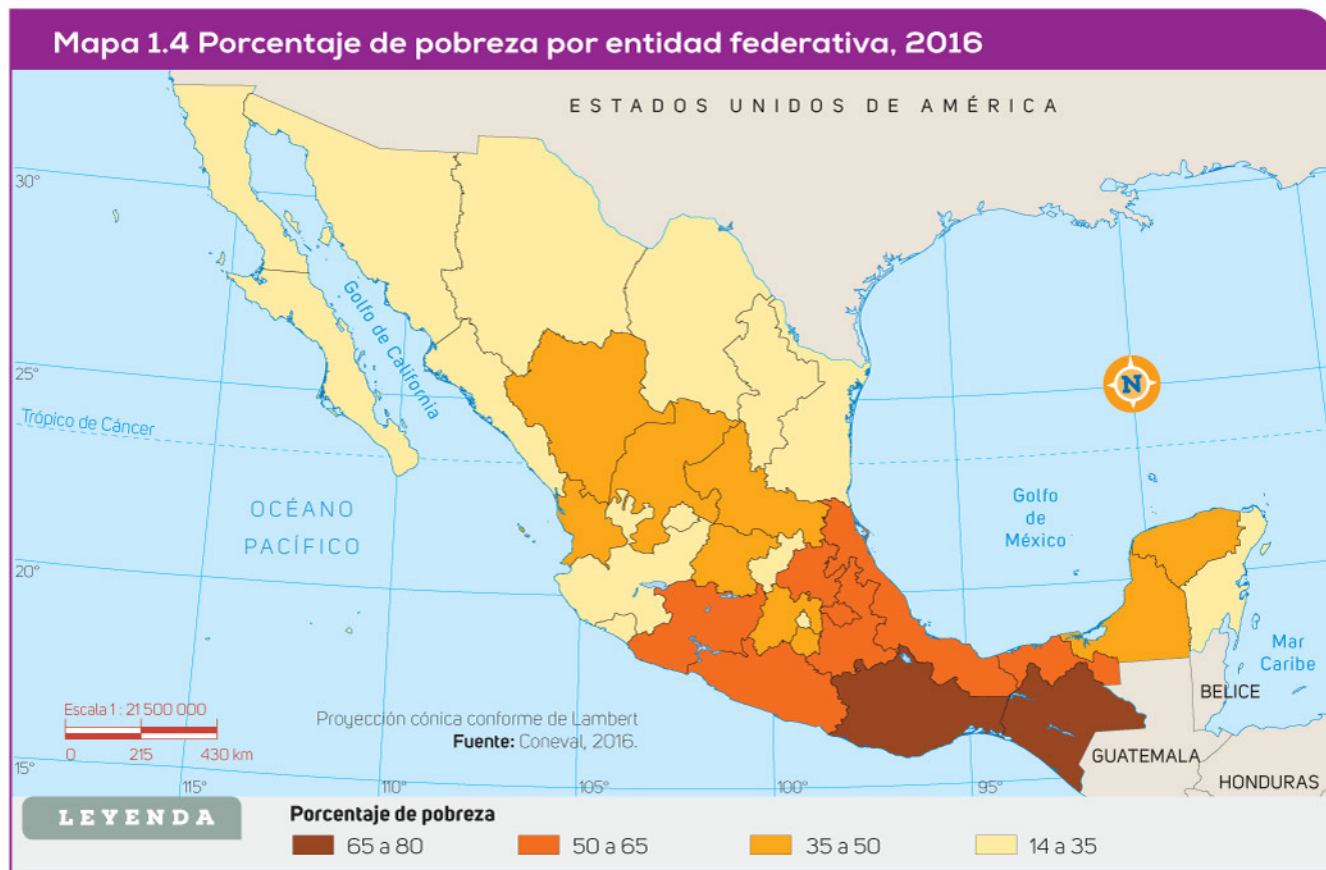 Mapa 1.4 Porcentaje de pobreza por entidad federativa, 2016
ESTADOS UNIDOS DE AMÉRICA
30°
Golfo de California
25°
N
Trópico de Cáncer
OCÉANO
PACÍFICO
Golfo
de
México
20°
Mar
Caribe
BELICE
Escala 1 : 21 500 000
0 215 430 km
Proyección cónica conforme de Lambert
Fuente: Coneval, 2016.
GUATEMALA
HONDURAS
15°
115°
110°
105°
100°
95°
LEYENDA
Porcentaje de pobreza
65 a 80
50 a 65
35 a 50
14 a 35